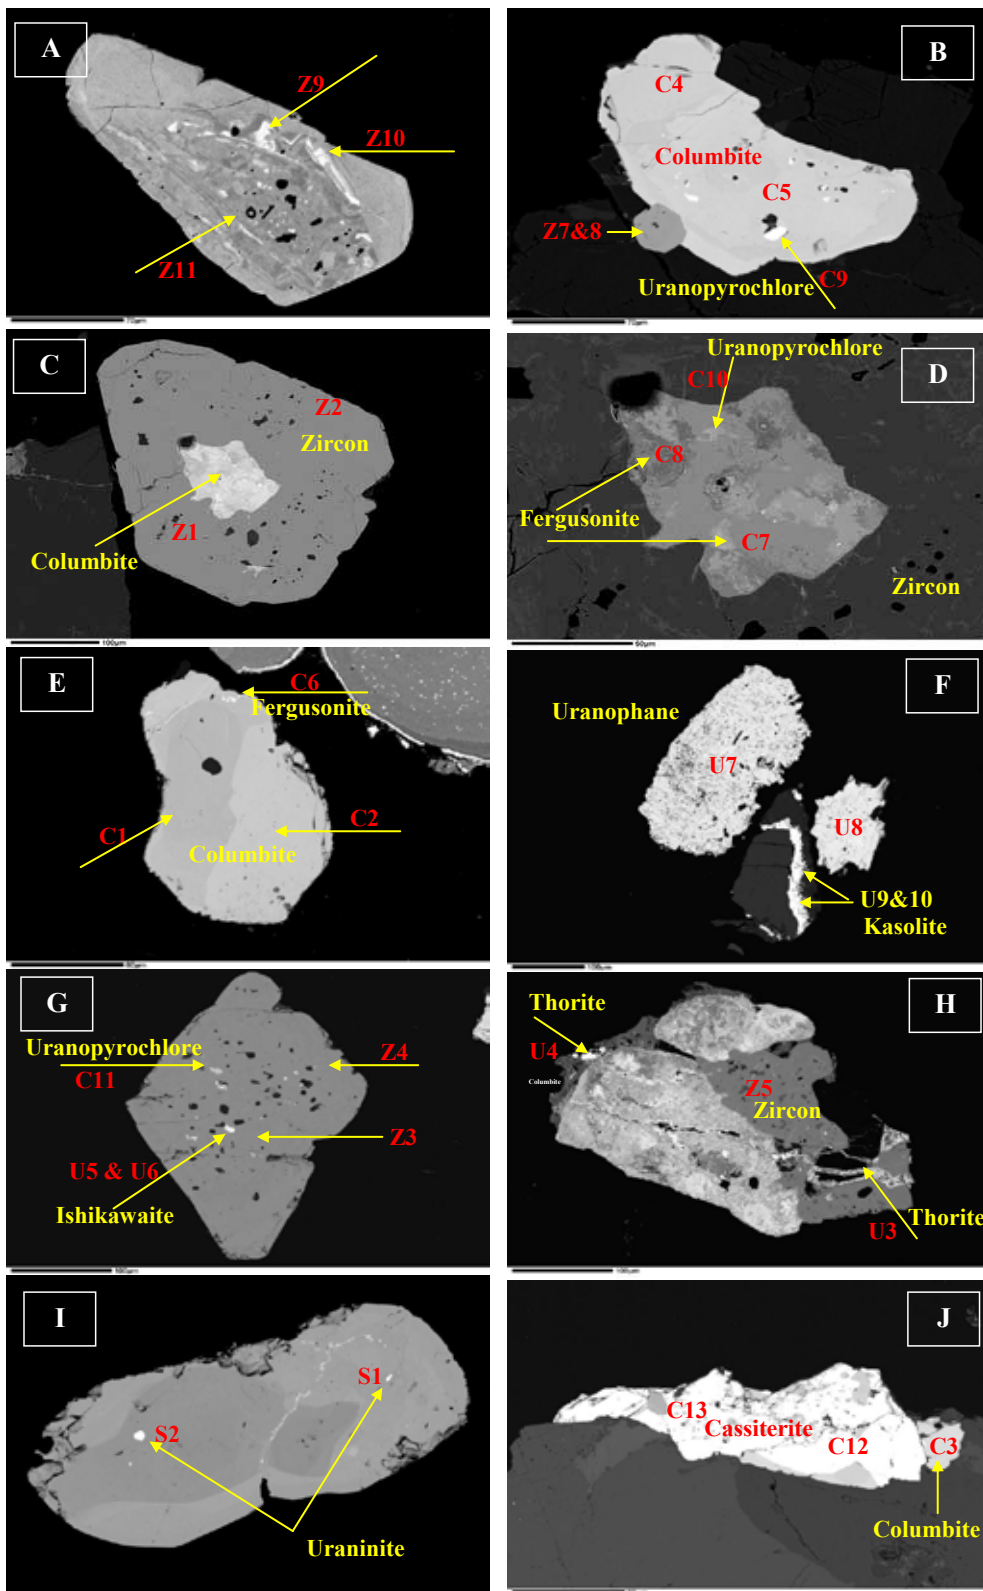 A
Z9
Z10
Z11
B
C4
Columbite
C5
Z7&8
C9
Uranopyrochlore
C
Z2
Zircon
Z1
Columbite
100µm
Uranopyrochlore
D
C10
C8
Fergusonite
C7
Zircon
E
C6
Fergusonite
C1
C2
Columbite
F
Uranophane
U7
U8
U9&10
Kasolite
G
Uranopyrochlore
Z4
C11
Z3
U5 & U6
Ishikawaite
H
Thorite
U4
Columbite
Z5
Zircon
Thorite
U3
I
S1
S2
Uraninite
J
C13
Cassiterite
C12
C3
Columbite